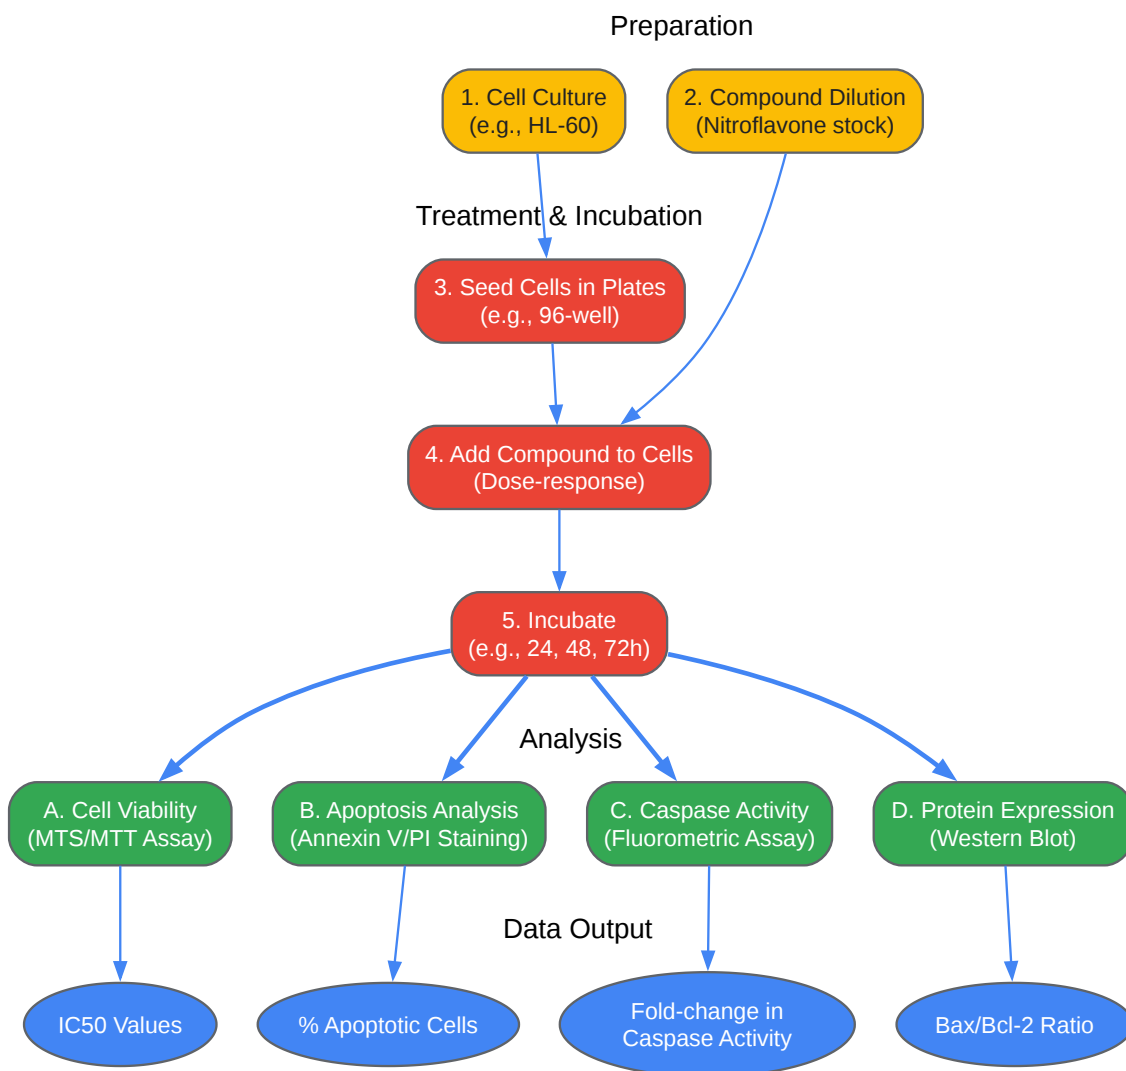 Preparation
1. Cell Culture
(e.g., HL-60)
2. Compound Dilution
(Nitroflavone stock)
Treatment & Incubation
3. Seed Cells in Plates
(e.g., 96-well)
4. Add Compound to Cells
(Dose-response)
5. Incubate
(e.g., 24, 48, 72h)
Analysis
A. Cell Viability
(MTS/MTT Assay)
B. Apoptosis Analysis
(Annexin V/PI Staining)
C. Caspase Activity
(Fluorometric Assay)
D. Protein Expression
(Western Blot)
Data Output
IC50 Values
% Apoptotic Cells
Fold-change in
Caspase Activity
Bax/Bcl-2 Ratio